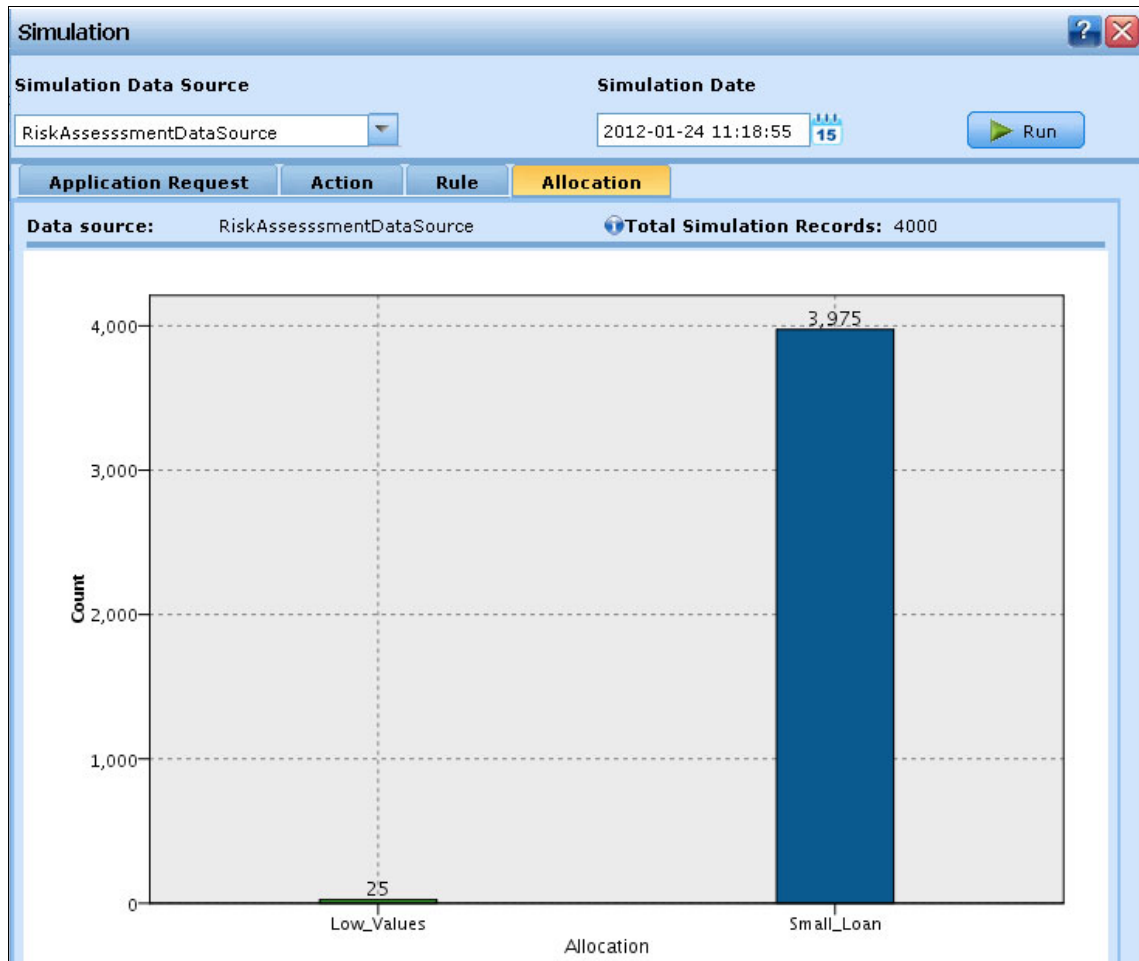 Simulation
?
Simulation Data Source
Simulation Date
RiskAssesssmentDataSource
2012-01-24 11:18:55
15
Run
Application Request
Action
Rule
Allocation
Data source: RiskAssesssmentDataSource
Total Simulation Records: 4000
4,000
3,000
2,000
1,000
0
Count
25
3,975
Low_Values
Small_Loan
Allocation